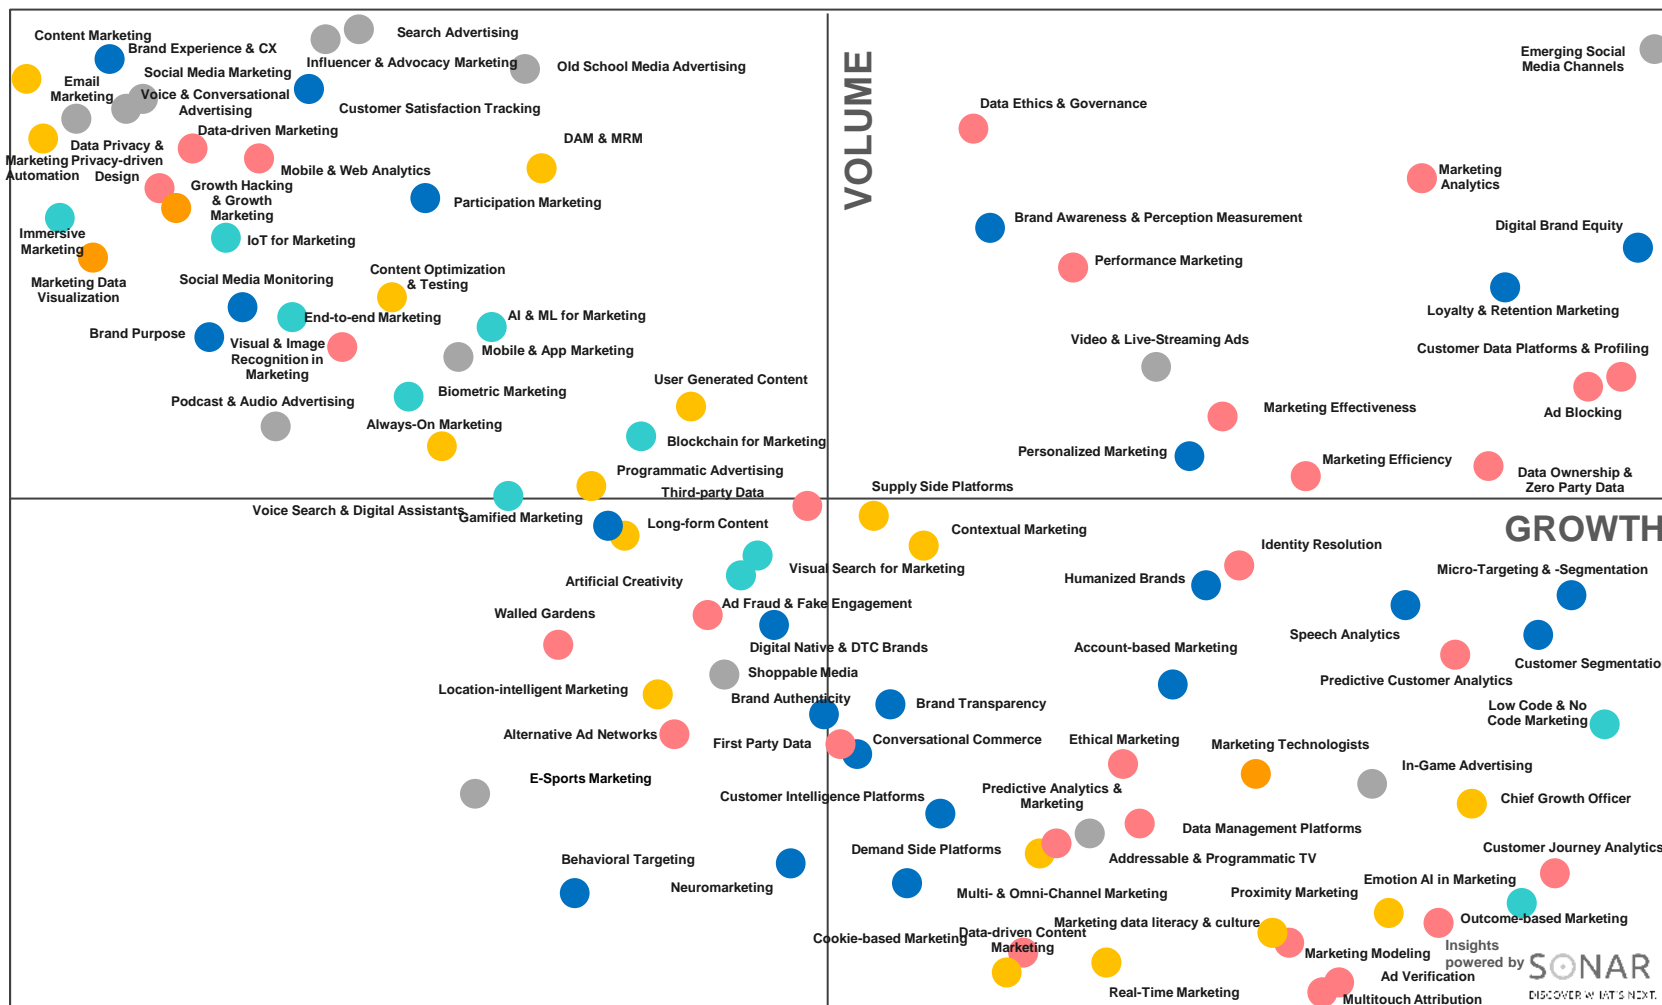 Search Advertising
Content Marketing
Brand Experience & CX
Influencer & Advocacy Marketing
Old School Media Advertising
Social Media Marketing
Email
Marketing
Voice & Conversational
Advertising
Customer Satisfaction Tracking
Data-driven Marketing
DAM & MRM
Data Privacy &
Privacy-driven
Design
Marketing
Automation
Mobile & Web Analytics
Growth Hacking
& Growth
Marketing
Participation Marketing
Immersive
Marketing
IoT for Marketing
Marketing Data
Visualization
Social Media Monitoring
Content Optimization
& Testing
Brand Purpose
End-to-end Marketing
AI & ML for Marketing
Visual & Image
Recognition in
Marketing
Mobile & App Marketing
User Generated Content
Biometric Marketing
Podcast & Audio Advertising
Always-On Marketing
Blockchain for Marketing
Programmatic Advertising
Third-party Data
VOLUME
Emerging Social
Media Channels
Data Ethics & Governance
Marketing
Analytics
Brand Awareness & Perception Measurement
Digital Brand Equity
Performance Marketing
Loyalty & Retention Marketing
Video & Live-Streaming Ads
Customer Data Platforms & Profiling
Marketing Effectiveness
Ad Blocking
Personalized Marketing
Marketing Efficiency
Data Ownership &
Zero Party Data
Supply Side Platforms
GROWTH
Voice Search & Digital Assistants
Gamified Marketing
Long-form Content
Artificial Creativity
Visual Search for Marketing
Walled Gardens
Ad Fraud & Fake Engagement
Digital Native & DTC Brands
Shoppable Media
Location-intelligent Marketing
Brand Authenticity
Alternative Ad Networks
First Party Data
E-Sports Marketing
Behavioral Targeting
Neuromarketing
Contextual Marketing
Identity Resolution
Humanized Brands
Micro-Targeting & -Segmentation
Speech Analytics
Customer Segmentatio
Account-based Marketing
Predictive Customer Analytics
Brand Transparency
Low Code & No
Code Marketing
Conversational Commerce
Ethical Marketing
Marketing Technologists
In-Game Advertising
Customer Intelligence Platforms
Predictive Analytics &
Marketing
Chief Growth Officer
Data Management Platforms
Demand Side Platforms
Addressable & Programmatic TV
Customer Journey Analytics
Multi- & Omni-Channel Marketing
Proximity Marketing
Emotion AI in Marketing
Marketing data literacy & culture
Outcome-based Marketing
Cookie-based Marketing
Data-driven Content
Marketing
Marketing Modeling
Real-Time Marketing
Ad Verification
Multitouch Attribution
Insights
powered by
SONAR
DISCOVER WHAT'S NEXT.